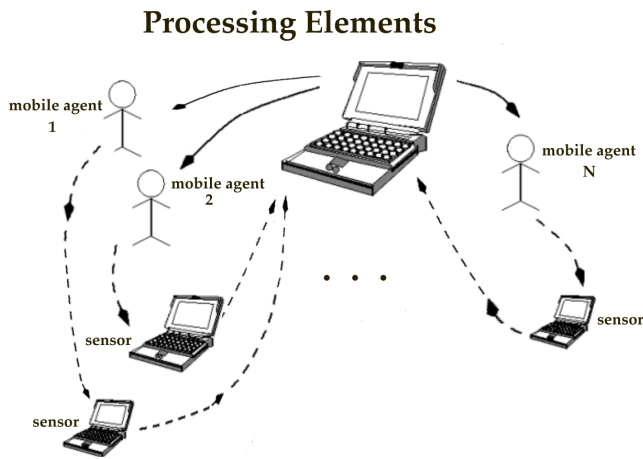 Processing Elements
mobile agent
1
mobile agent
2
mobile agent
N
. . .
sensor
sensor
sensor